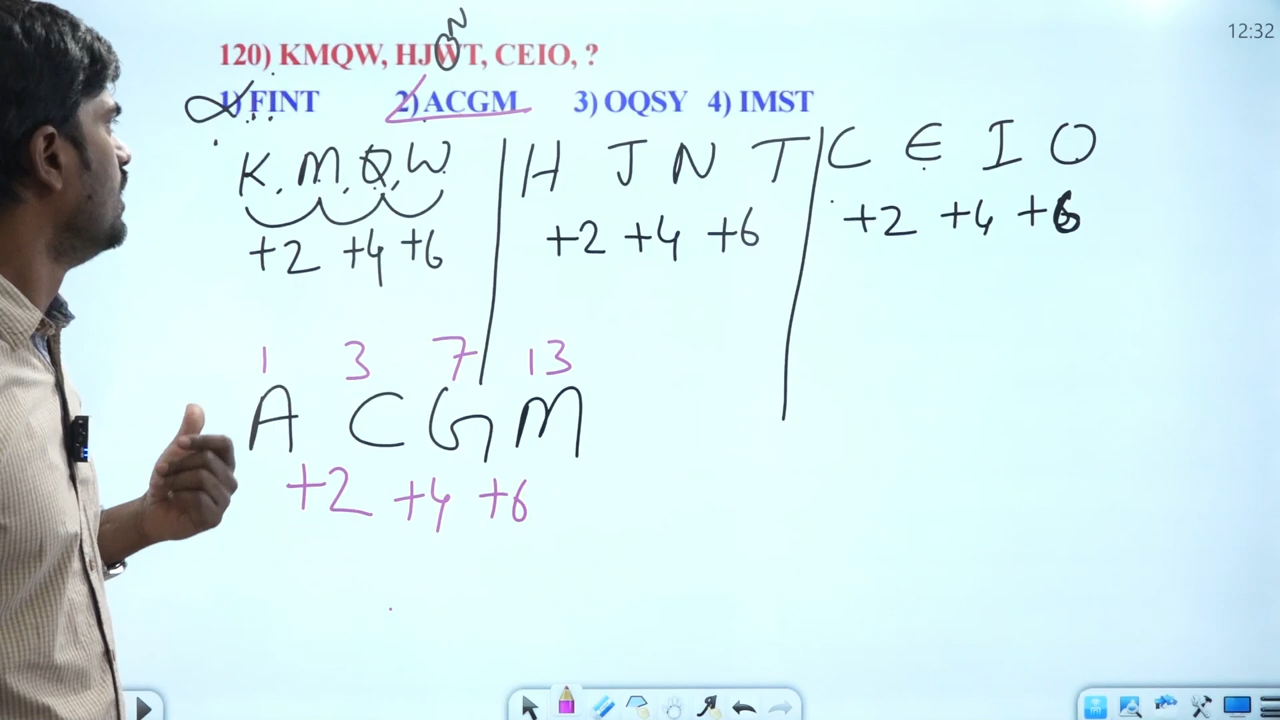 12:32
N
120) KMQW, HJWT, CEIO, ?
1) FINT 2) ACGM 3) OQSY 4) IMST
K, M, Q, W H J N T C E I O
+2 +4 +6 +2 +4 +6 +2 +4 +6
1 3 7 13
A C G M
+2 +4 +6